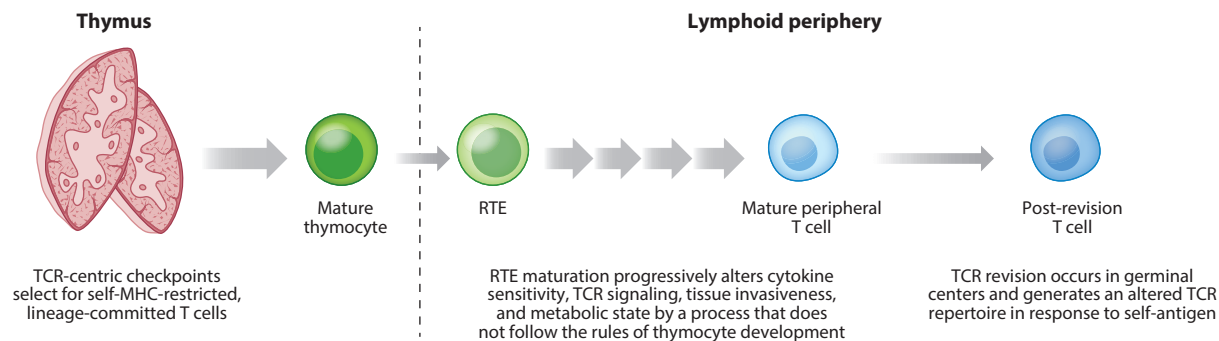 Thymus
Lymphoid periphery
Mature
thymocyte
RTE
Mature peripheral
T cell
Post-revision
T cell
TCR-centric checkpoints
select for self-MHC-restricted,
lineage-committed T cells
RTE maturation progressively alters cytokine
sensitivity, TCR signaling, tissue invasiveness,
and metabolic state by a process that does
not follow the rules of thymocyte development
TCR revision occurs in germinal
centers and generates an altered TCR
repertoire in response to self-antigen